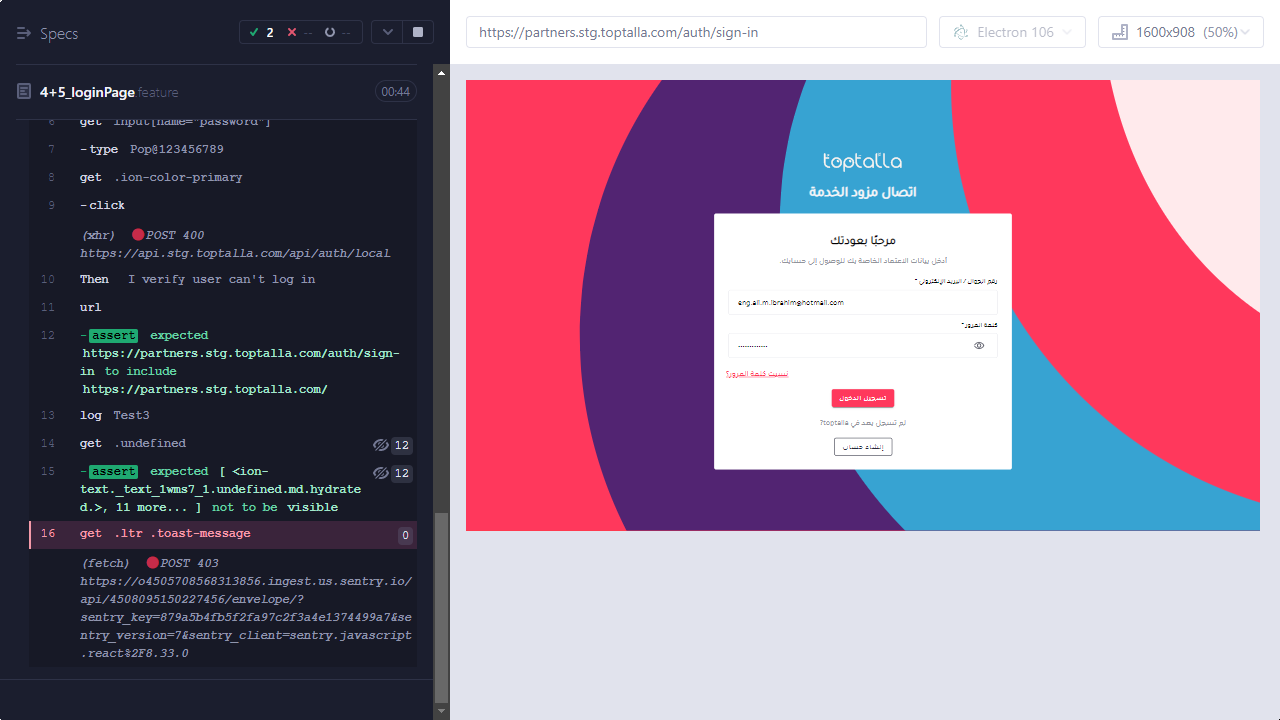 Specs
2
--
--
4+5_loginPage.feature
00:44
6 get input[name="password"]
7 -type Pop@123456789
8 get .ion-color-primary
9 -click
(xhr) POST 400
https://api.stg.toptalla.com/api/auth/local
10 Then I verify user can't log in
11 url
12 -assert expected
https://partners.stg.toptalla.com/auth/sign-
in to include
https://partners.stg.toptalla.com/
13 log Test3
14 get .undefined 12
15 -assert expected [ <ion- 12
text._text_1wms7_1.undefined.md.hydrate
d.>, 11 more... ] not to be visible
16 get .ltr .toast-message 0
(fetch) POST 403
https://o4505708568313856.ingest.us.sentry.io/
api/4508095150227456/envelope/?
sentry_key=879a5b4fb5f2fa97c2f3a4e1374499a7&se
ntry_version=7&sentry_client=sentry.javascript
.react%2F8.33.0
https://partners.stg.toptalla.com/auth/sign-in
Electron 106
1600x908 (50%)
toptalla
اتصال مزود الخدمة
مرحبًا بعودتك
أدخل بيانات الاعتماد الخاصة بك للوصول إلى حسابك.
رقم الجوال / البريد الإلكتروني *
eng.ali.m.ibrahim@hotmail.com
كلمة المرور *
•••••••••••••
نسيت كلمة المرور؟
تسجيل الدخول
لم تسجل بعد في toptalla?
إنشاء حساب